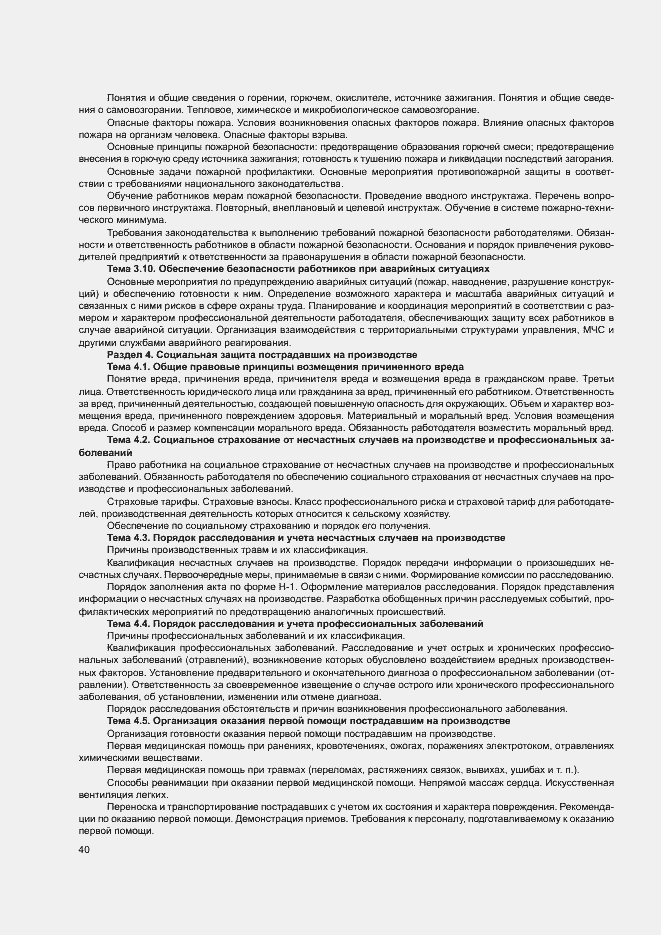 Понятия и общие сведения о горении, горючем, окислителе, источнике зажигания. Понятия и общие сведе-
ния о самовозгорании. Тепловое, химическое и микробиологическое самовозгорание.
Опасные факторы пожара. Условия возникновения опасных факторов пожара. Влияние опасных факторов
пожара на организм человека. Опасные факторы взрыва.
Основные принципы пожарной безопасности: предотвращение образования горючей смеси; предотвращение
внесения в горючую среду источника зажигания; готовность к тушению пожара и ликвидации последствий загорания.
Основные задачи пожарной профилактики. Основные мероприятия противопожарной защиты в соответ-
ствии с требованиями национального законодательства.
Обучение работников мерам пожарной безопасности. Проведение вводного инструктажа. Перечень вопро-
сов первичного инструктажа. Повторный, внеплановый и целевой инструктаж. Обучение в системе пожарно-техни-
ческого минимума.
Требования законодательства к выполнению требований пожарной безопасности работодателями. Обязан-
ности и ответственность работников в области пожарной безопасности. Основания и порядок привлечения руково-
дителей предприятий к ответственности за правонарушения в области пожарной безопасности.
Тема 3.10. Обеспечение безопасности работников при аварийных ситуациях
Основные мероприятия по предупреждению аварийных ситуаций (пожар, наводнение, разрушение конструк-
ций) и обеспечению готовности к ним. Определение возможного характера и масштаба аварийных ситуаций и
связанных с ними рисков в сфере охраны труда. Планирование и координация мероприятий в соответствии с раз-
мером и характером профессиональной деятельности работодателя, обеспечивающих защиту всех работников в
случае аварийной ситуации. Организация взаимодействия с территориальными структурами управления, МЧС и
другими службами аварийного реагирования.
Раздел 4. Социальная защита пострадавших на производстве
Тема 4.1. Общие правовые принципы возмещения причиненного вреда
Понятие вреда, причинения вреда, причинителя вреда и возмещения вреда в гражданском праве. Третьи
лица. Ответственность юридического лица или гражданина за вред, причиненный его работником. Ответственность
за вред, причиненный деятельностью, создающей повышенную опасность для окружающих. Объем и характер воз-
мещения вреда, причиненного повреждением здоровья. Материальный и моральный вред. Условия возмещения
вреда. Способ и размер компенсации морального вреда. Обязанность работодателя возместить моральный вред.
Тема 4.2. Социальное страхование от несчастных случаев на производстве и профессиональных за-
болеваний
Право работника на социальное страхование от несчастных случаев на производстве и профессиональных
заболеваний. Обязанность работодателя по обеспечению социального страхования от несчастных случаев на про-
изводстве и профессиональных заболеваний.
Страховые тарифы. Страховые взносы. Класс профессионального риска и страховой тариф для работодате-
лей, производственная деятельность которых относится к сельскому хозяйству.
Обеспечение по социальному страхованию и порядок его получения.
Тема 4.3. Порядок расследования и учета несчастных случаев на производстве
Причины производственных травм и их классификация.
Квалификация несчастных случаев на производстве. Порядок передачи информации о произошедших не-
счастных случаях. Первоочередные меры, принимаемые в связи с ними. Формирование комиссии по расследованию.
Порядок заполнения акта по форме Н-1. Оформление материалов расследования. Порядок представления
информации о несчастных случаях на производстве. Разработка обобщенных причин расследуемых событий, про-
филактических мероприятий по предотвращению аналогичных происшествий.
Тема 4.4. Порядок расследования и учета профессиональных заболеваний
Причины профессиональных заболеваний и их классификация.
Квалификация профессиональных заболеваний. Расследование и учет острых и хронических профессио-
нальных заболеваний (отравлений), возникновение которых обусловлено воздействием вредных производствен-
ных факторов. Установление предварительного и окончательного диагноза о профессиональном заболевании (от-
равлении). Ответственность за своевременное извещение о случае острого или хронического профессионального
заболевания, об установлении, изменении или отмене диагноза.
Порядок расследования обстоятельств и причин возникновения профессионального заболевания.
Тема 4.5. Организация оказания первой помощи пострадавшим на производстве
Организация готовности оказания первой помощи пострадавшим на производстве.
Первая медицинская помощь при ранениях, кровотечениях, ожогах, поражениях электротоком, отравлениях
химическими веществами.
Первая медицинская помощь при травмах (переломах, растяжениях связок, вывихах, ушибах и т. п.).
Способы реанимации при оказании первой медицинской помощи. Непрямой массаж сердца. Искусственная
вентиляция легких.
Переноска и транспортирование пострадавших с учетом их состояния и характера повреждения. Рекоменда-
ции по оказанию первой помощи. Демонстрация приемов. Требования к персоналу, подготавливаемому к оказанию
первой помощи.
40